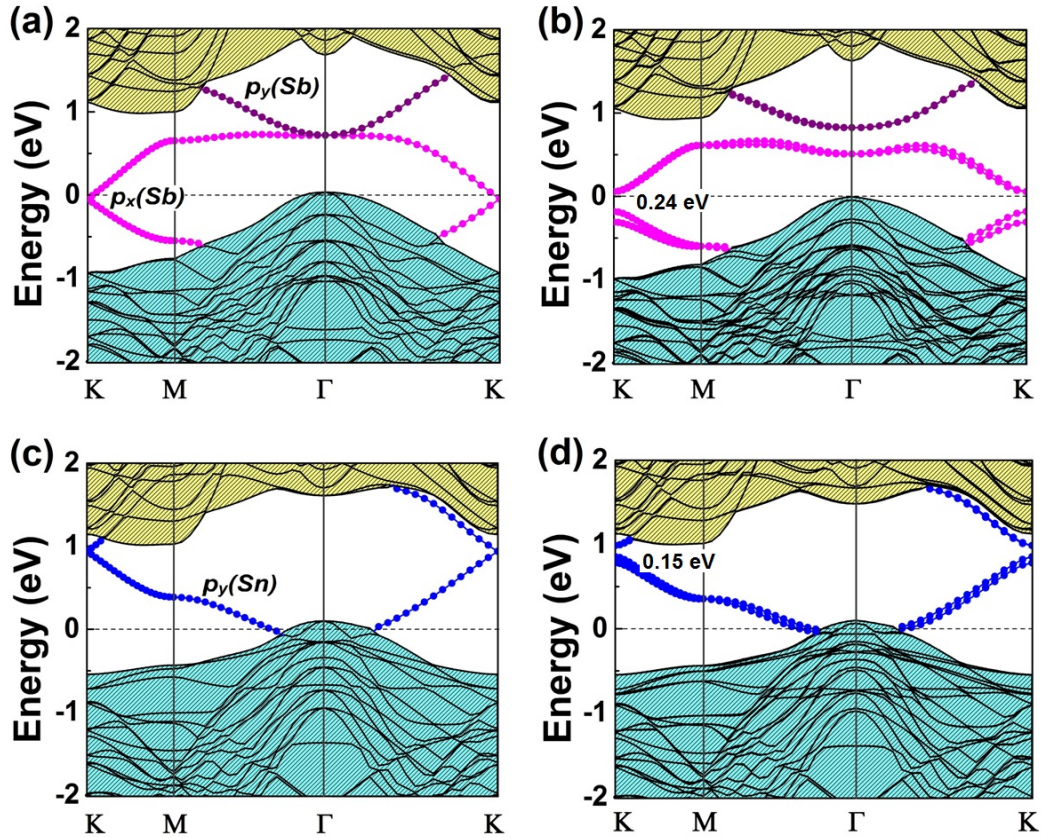 (a)
Energy (eV)
2
1
0
-1
-2
py(Sb)
px(Sb)
K M Γ K
(b)
Energy (eV)
2
1
0
-1
-2
0.24 eV
K M Γ K
(c)
Energy (eV)
2
1
0
-1
-2
py(Sn)
K M Γ K
(d)
Energy (eV)
2
1
0
-1
-2
0.15 eV
K M Γ K